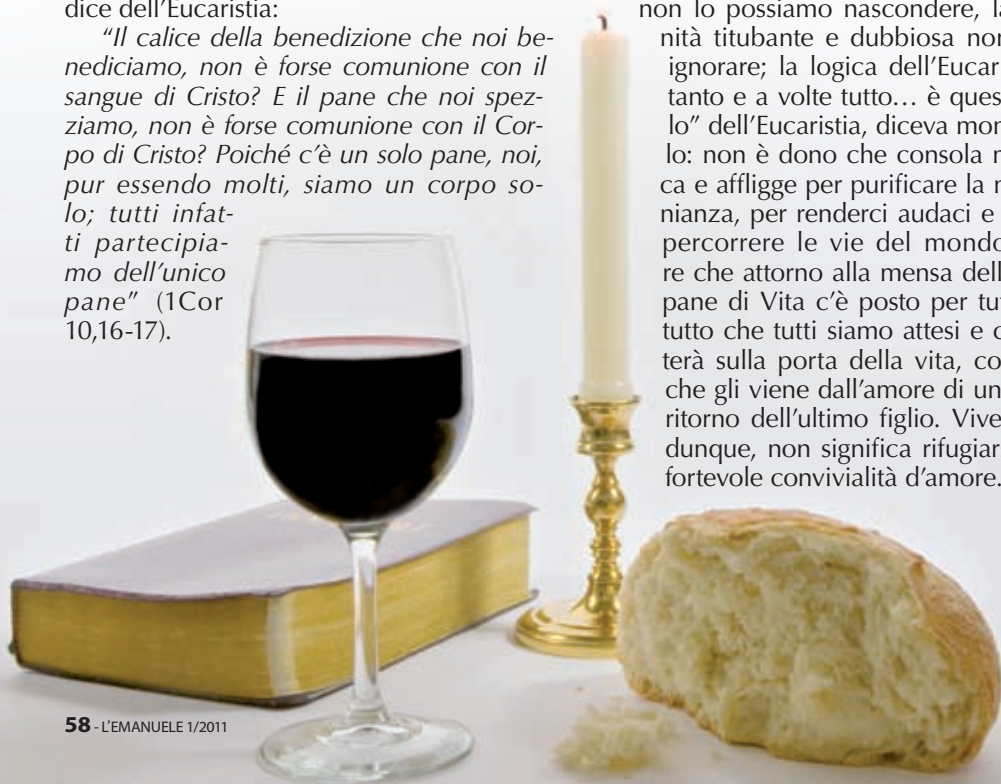 dice dell'Eucaristia:
“Il calice della benedizione che noi be-
nediciamo, non è forse comunione con il
sangue di Cristo? E il pane che noi spez-
ziamo, non è forse comunione con il Cor-
po di Cristo? Poiché c'è un solo pane, noi,
pur essendo molti, siamo un corpo so-
lo; tutti infat-
ti partecipia-
mo dell'unico
pane” (1Cor
10,16-17).
non lo possiamo nascondere, la
nità titubante e dubbiosa non
ignorare; la logica dell'Eucar
tanto e a volte tutto… è ques
lo” dell'Eucaristia, diceva mon
lo: non è dono che consola m
ca e affligge per purificare la
nianza, per renderci audaci e
percorrere le vie del mondo
re che attorno alla mensa dell
pane di Vita c'è posto per tut
tutto che tutti siamo attesi e
terà sulla porta della vita, co
che gli viene dall'amore di un
ritorno dell'ultimo figlio. Vive
dunque, non significa rifugiar
fortevole convivialità d'amore.
58 - L'EMANUELE 1/2011